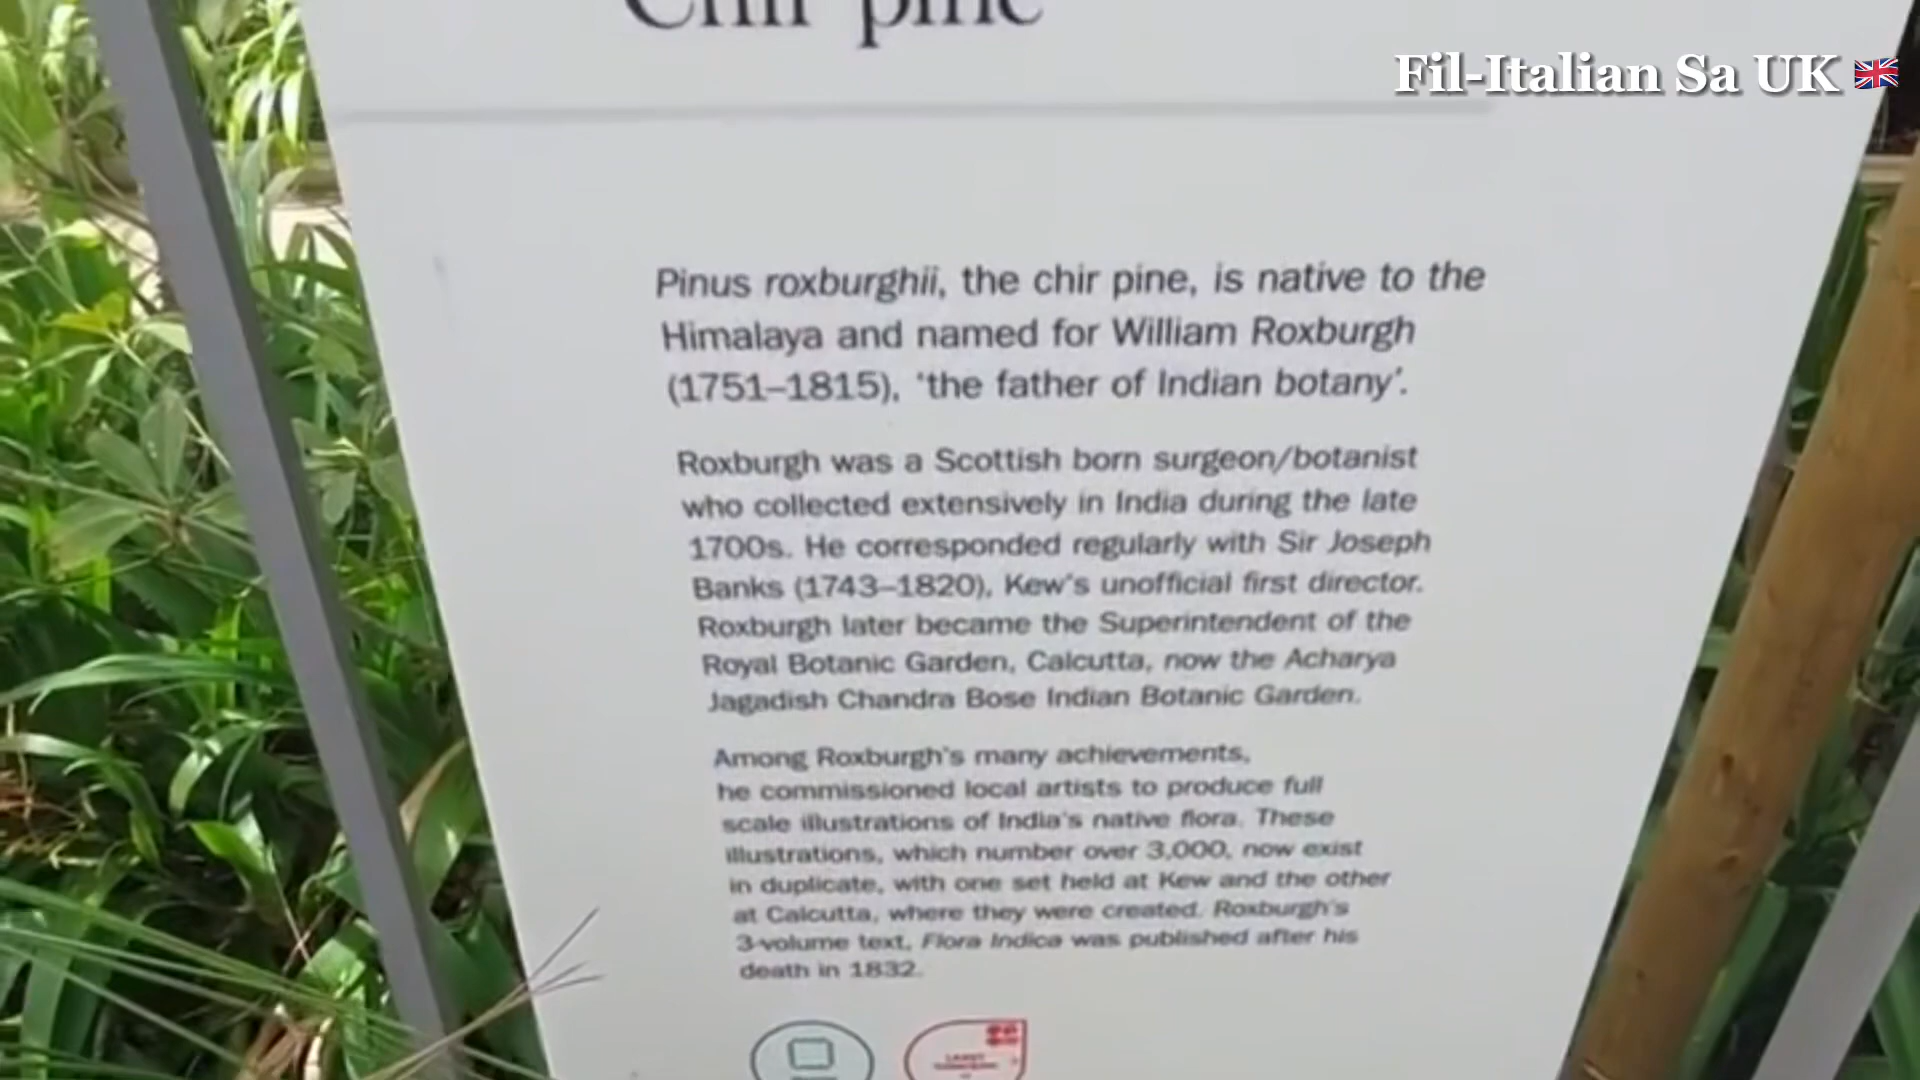 Chir pine
Fil-Italian Sa UK
Pinus roxburghii, the chir pine, is native to the
Himalaya and named for William Roxburgh
(1751–1815), ‘the father of Indian botany’.
Roxburgh was a Scottish born surgeon/botanist
who collected extensively in India during the late
1700s. He corresponded regularly with Sir Joseph
Banks (1743–1820), Kew's unofficial first director.
Roxburgh later became the Superintendent of the
Royal Botanic Garden, Calcutta, now the Acharya
Jagadish Chandra Bose Indian Botanic Garden.
Among Roxburgh's many achievements,
he commissioned local artists to produce full
scale illustrations of India's native flora. These
illustrations, which number over 3,000, now exist
in duplicate, with one set held at Kew and the other
at Calcutta, where they were created. Roxburgh's
3-volume text, Flora Indica was published after his
death in 1832.